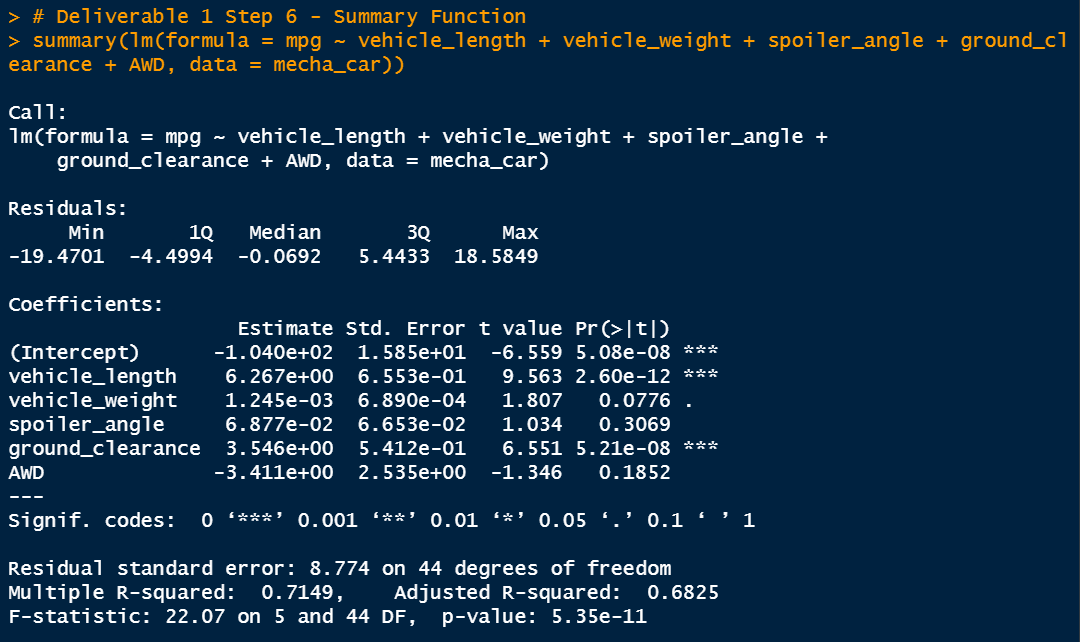 > # Deliverable 1 Step 6 - Summary Function
> summary(lm(formula = mpg ~ vehicle_length + vehicle_weight + spoiler_angle + ground_cl
earance + AWD, data = mecha_car))
Call:
lm(formula = mpg ~ vehicle_length + vehicle_weight + spoiler_angle +
    ground_clearance + AWD, data = mecha_car)
Residuals:
     Min       1Q   Median       3Q      Max
-19.4701  -4.4994  -0.0692   5.4433  18.5849
Coefficients:
                   Estimate Std. Error t value Pr(>|t|)
(Intercept)      -1.040e+02  1.585e+01  -6.559 5.08e-08 ***
vehicle_length    6.267e+00  6.553e-01   9.563 2.60e-12 ***
vehicle_weight    1.245e-03  6.890e-04   1.807   0.0776 .
spoiler_angle     6.877e-02  6.653e-02   1.034   0.3069
ground_clearance  3.546e+00  5.412e-01   6.551 5.21e-08 ***
AWD              -3.411e+00  2.535e+00  -1.346   0.1852
---
Signif. codes:  0 ‘***’ 0.001 ‘**’ 0.01 ‘*’ 0.05 ‘.’ 0.1 ‘ ’ 1
Residual standard error: 8.774 on 44 degrees of freedom
Multiple R-squared:  0.7149,    Adjusted R-squared:  0.6825
F-statistic: 22.07 on 5 and 44 DF,  p-value: 5.35e-11